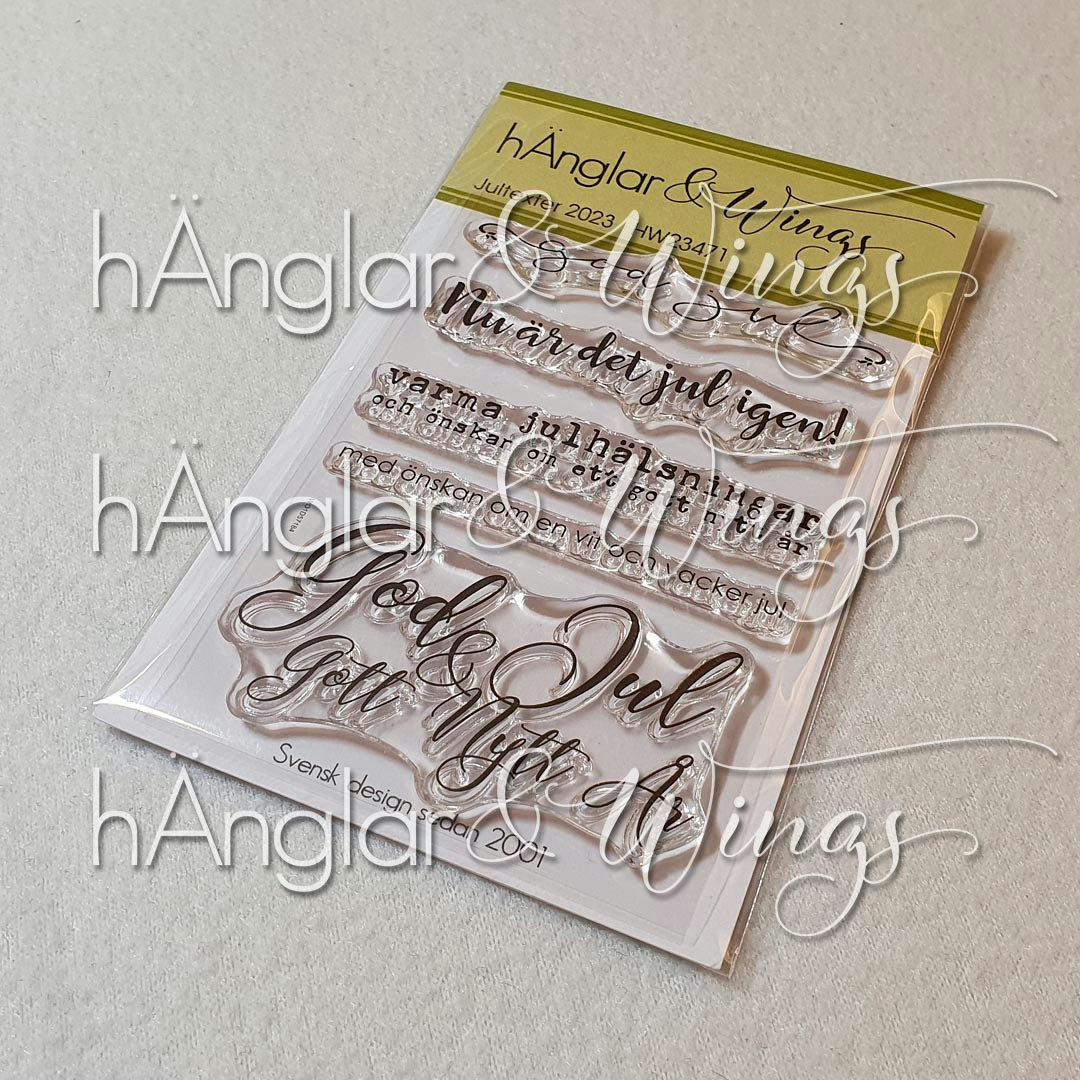 hÄnglar & Wings
Jultexter 2023 HW23471
God Jul
Nu är det jul igen!
varma julhälsningar
och önskar om ett gott nytt år
med önskan om en vit och vacker jul
God Jul
&
Gott Nytt År
Svensk design sedan 2001
hÄnglar & Wings
hÄnglar & Wings
hÄnglar & Wings